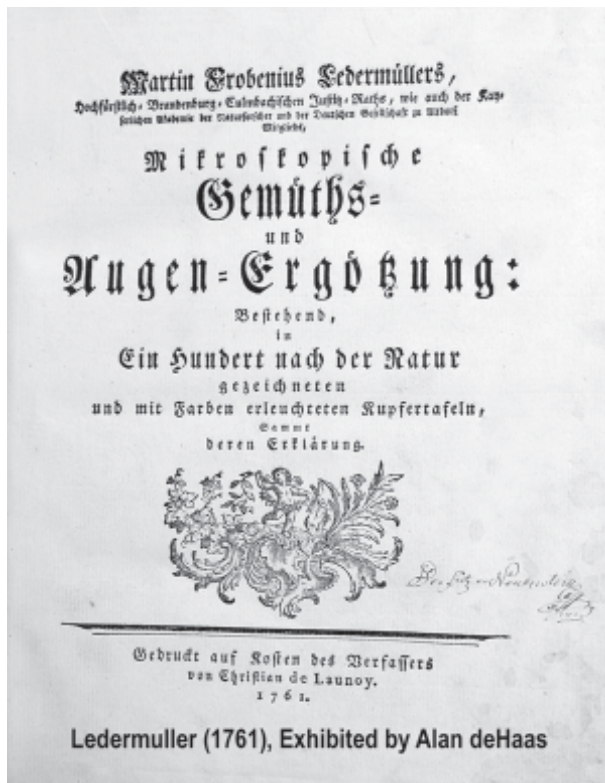 Martin Frobenius Ledermüllers,
Hochfürstlich-Brandenburg-Culmbachischen Justitz-Raths, wie auch der Kay-
serlichen Akademie der Naturforscher und der Deutschen Gesellschaft zu Altdorf
Mitglieds,
Mikroskopische
Gemüths-
und
Augen-Ergötzung:
Bestehend,
in
Ein Hundert nach der Natur
gezeichneten
und mit Farben erleuchteten Kupfertafeln,
Sammt
deren Erklärung.
Gedruckt auf Kosten des Verfassers
von Christian de Launoy.
1761.
Ledermuller (1761), Exhibited by Alan deHaas